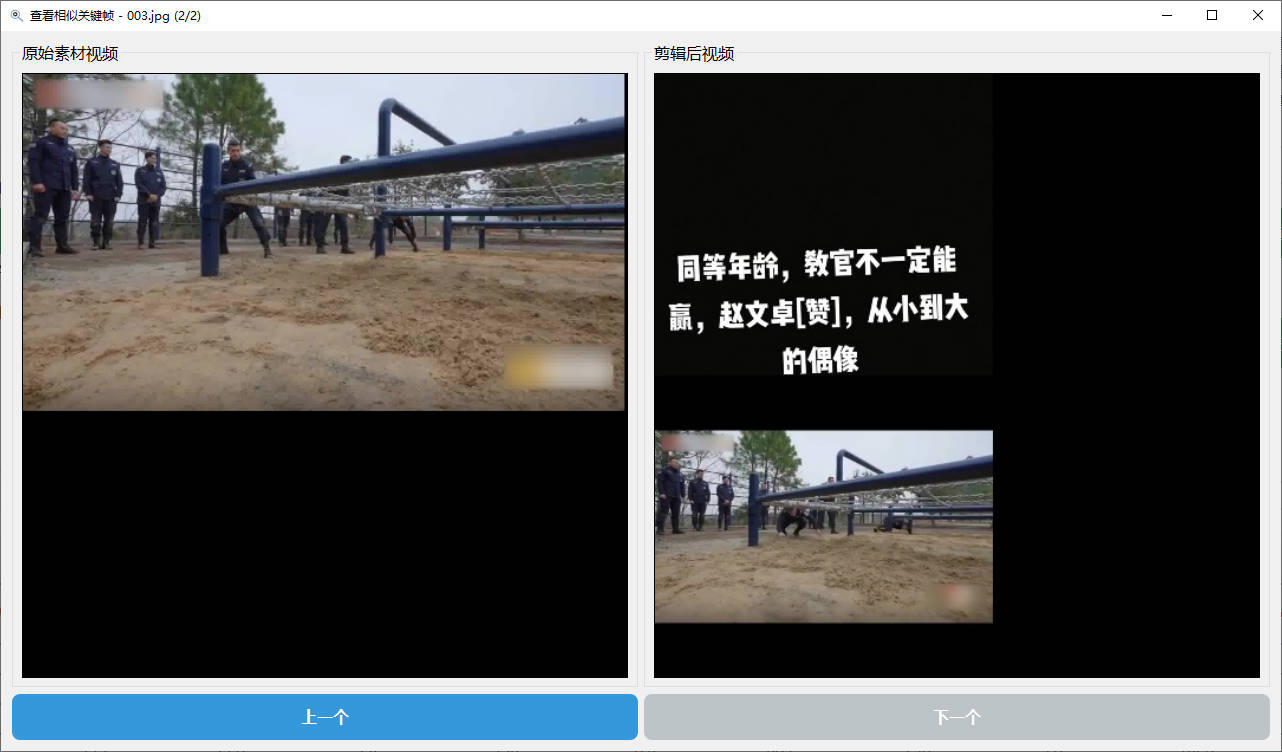 查看相似关键帧 - 003.jpg (2/2)
原始素材视频
剪辑后视频
同等年龄，教官不一定能
赢，赵文卓[赞]，从小到大
的偶像
上一个
下一个